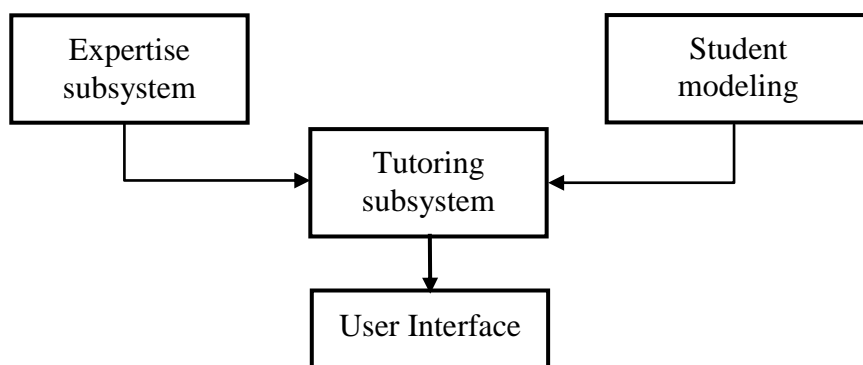 Expertise
subsystem
Student
modeling
Tutoring
subsystem
User Interface